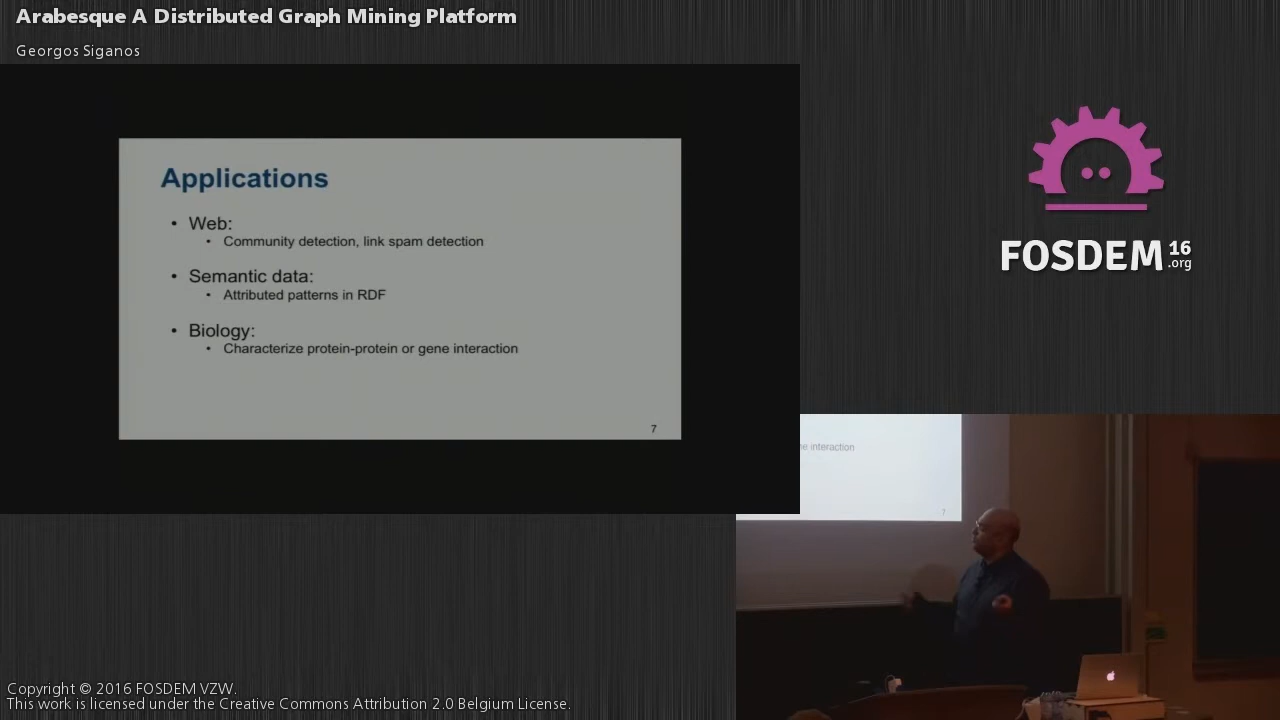 Arabesque A Distributed Graph Mining Platform
Georgos Siganos
Applications
• Web:
• Community detection, link spam detection
• Semantic data:
• Attributed patterns in RDF
• Biology:
• Characterize protein-protein or gene interaction
7
FOSDEM 16
.org
interaction
7
Copyright © 2016 FOSDEM VZW.
This work is licensed under the Creative Commons Attribution 2.0 Belgium License.